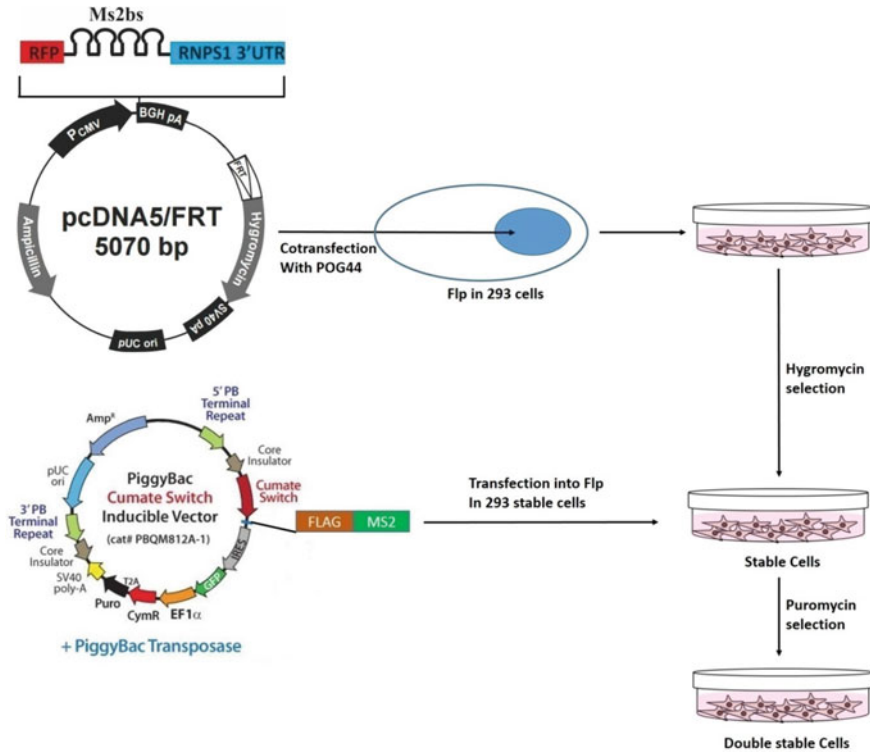 Ms2bs
RFP
RNPS1 3'UTR
PCMV
BGH pA
FRT
Hygromycin
SV40 pA
pUC ori
Ampicillin
pcDNA5/FRT
5070 bp
Cotransfection
With POG44
Flp in 293 cells
Hygromycin
selection
5' PB
Terminal
Repeat
AmpR
Core
Insulator
pUC
ori
PiggyBac
Cumate Switch
Inducible Vector
(cat# PBQM812A-1)
Cumate
Switch
3' PB
Terminal
Repeat
Core
Insulator
SV40
poly-A
Puro
T2A
CymR
EF1α
GFP
IRES
+ PiggyBac Transposase
FLAG
MS2
Transfection into Flp
In 293 stable cells
Stable Cells
Puromycin
selection
Double stable Cells